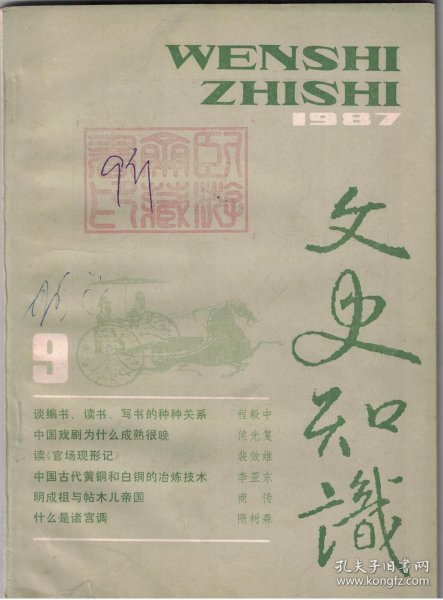 WENSHI
ZHISHI
1987
文史知識
9
谈编书、读书、写书的种种关系 程毅中
中国戏剧为什么成熟很晚 侯光复
读《官场现形记》 裴效维
中国古代黄铜和白铜的冶炼技术 李亚东
明成祖与帖木儿帝国 商传
什么是诸宫调 隋树森
孔夫子旧书网
www.kongfz.com